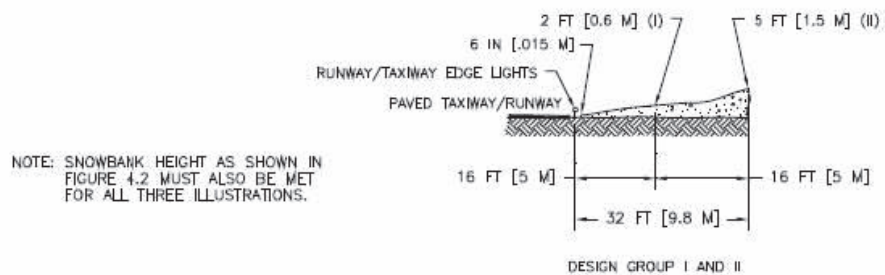 2 FT [0.6 M] (I)
5 FT [1.5 M] (II)
6 IN [.015 M]
RUNWAY/TAXIWAY EDGE LIGHTS
PAVED TAXIWAY/RUNWAY
NOTE: SNOWBANK HEIGHT AS SHOWN IN
FIGURE 4.2 MUST ALSO BE MET
FOR ALL THREE ILLUSTRATIONS.
16 FT [5 M]
16 FT [5 M]
32 FT [9.8 M]
DESIGN GROUP I AND II